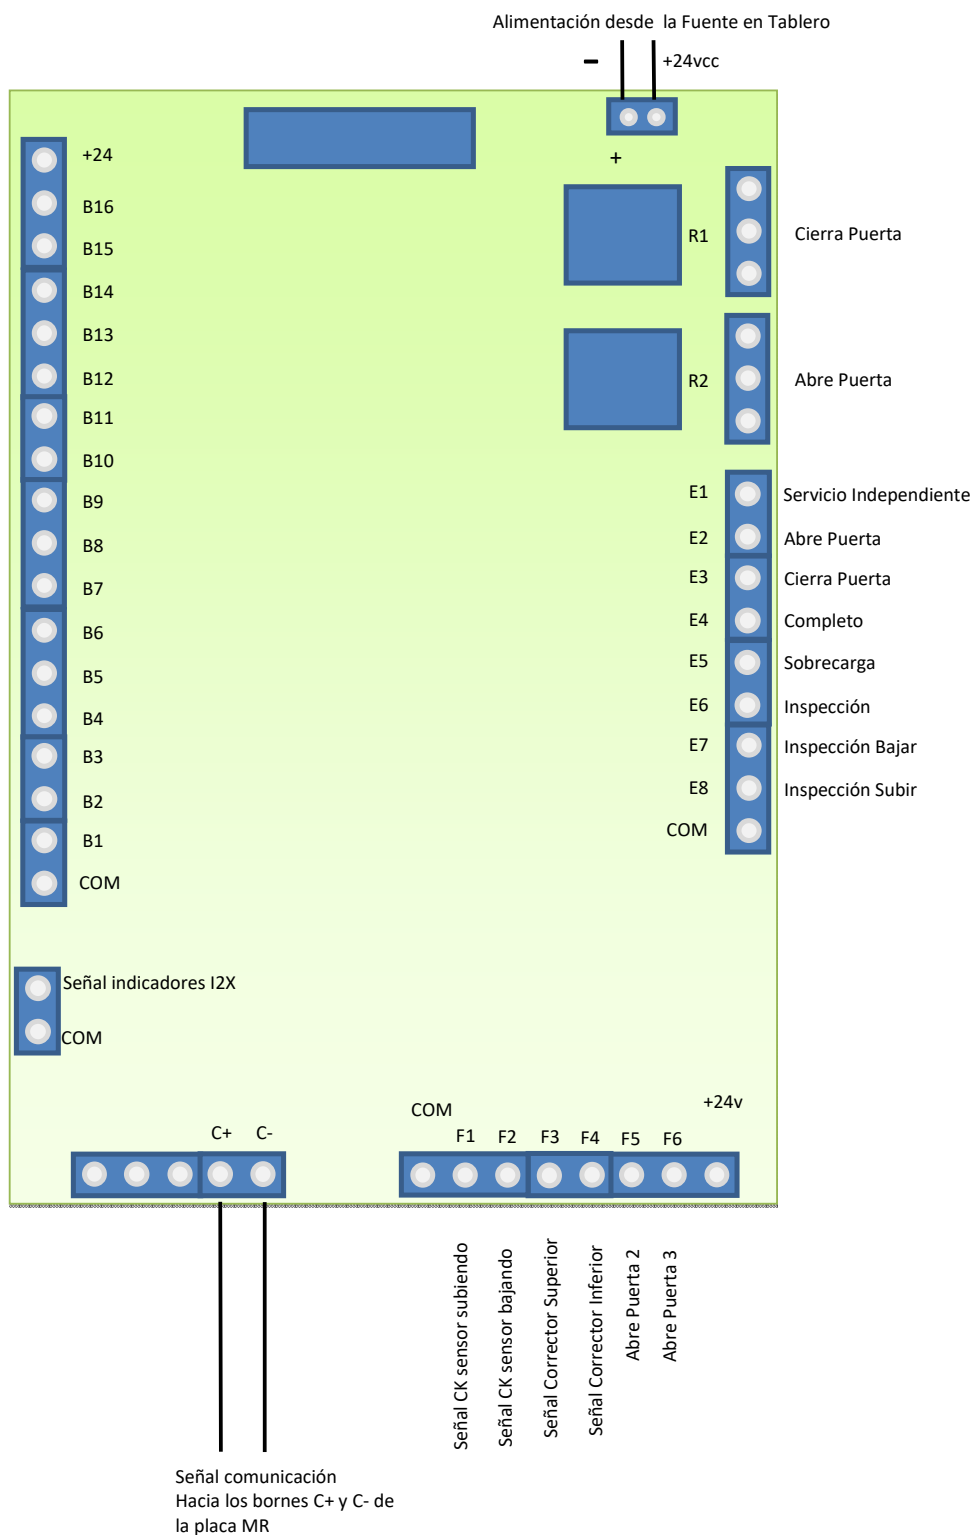 Alimentación desde la Fuente en Tablero
- +24vcc
+
+24
B16
B15
B14
B13
B12
B11
B10
B9
B8
B7
B6
B5
B4
B3
B2
B1
COM
R1 Cierra Puerta
R2 Abre Puerta
E1 Servicio Independiente
E2 Abre Puerta
E3 Cierra Puerta
E4 Completo
E5 Sobrecarga
E6 Inspección
E7 Inspección Bajar
E8 Inspección Subir
COM
Señal indicadores I2X
COM
C+ C-
COM F1 F2 F3 F4 F5 F6 +24v
Señal CK sensor subiendo
Señal CK sensor bajando
Señal Corrector Superior
Señal Corrector Inferior
Abre Puerta 2
Abre Puerta 3
Señal comunicación
Hacia los bornes C+ y C- de
la placa MR